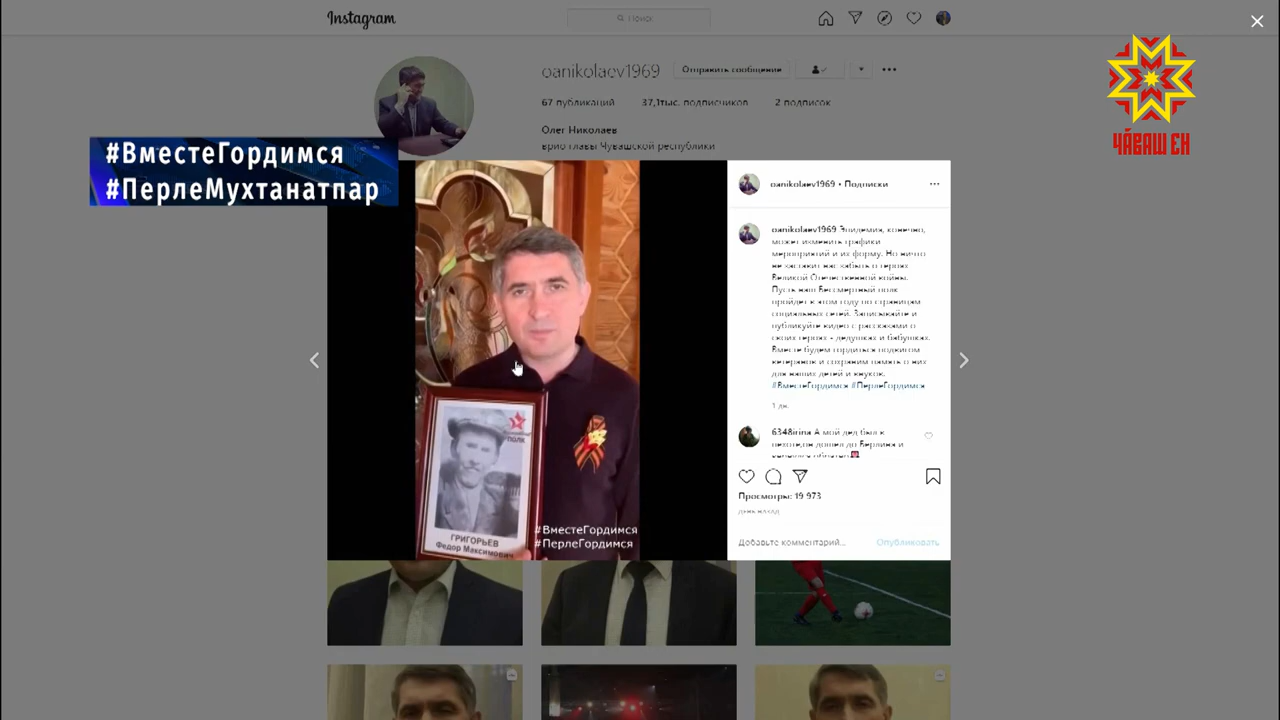 Instagram
Поиск
ЧӐВАШ ЕН
oanikolaev1969
Отправить сообщение
67 публикаций 37,1тыс. подписчиков 2 подписок
Олег Николаев
врио главы Чувашской республики
#ВместеГордимся
#ПерлеМухтанатпар
oanikolaev1969 • Подписки
oanikolaev1969 Эпидемия, конечно,
может изменить графики
мероприятий и их форму. Но ничто
не заставит нас забыть о героях
Великой Отечественной войны.
Пусть наш Бессмертный полк
пройдет в этом году по страницам
социальных сетей. Записывайте и
публикуйте видео с рассказами о
своих героях - дедушках и бабушках.
Вместе будем гордиться подвигом
ветеранов и сохраним память о них
для наших детей и внуков.
#ВместеГордимся #ПерлеГордимся
1 дн.
6348irina А мой дед был в
пехоте,он дошел до Берлина и
вернулся обратно
Просмотры: 19 973
ДЕНЬ НАЗАД
Добавьте комментарий...
Опубликовать
ПОЛК
ГРИГОРЬЕВ
Федор Максимович
#ВместеГордимся
#ПерлеГордимся